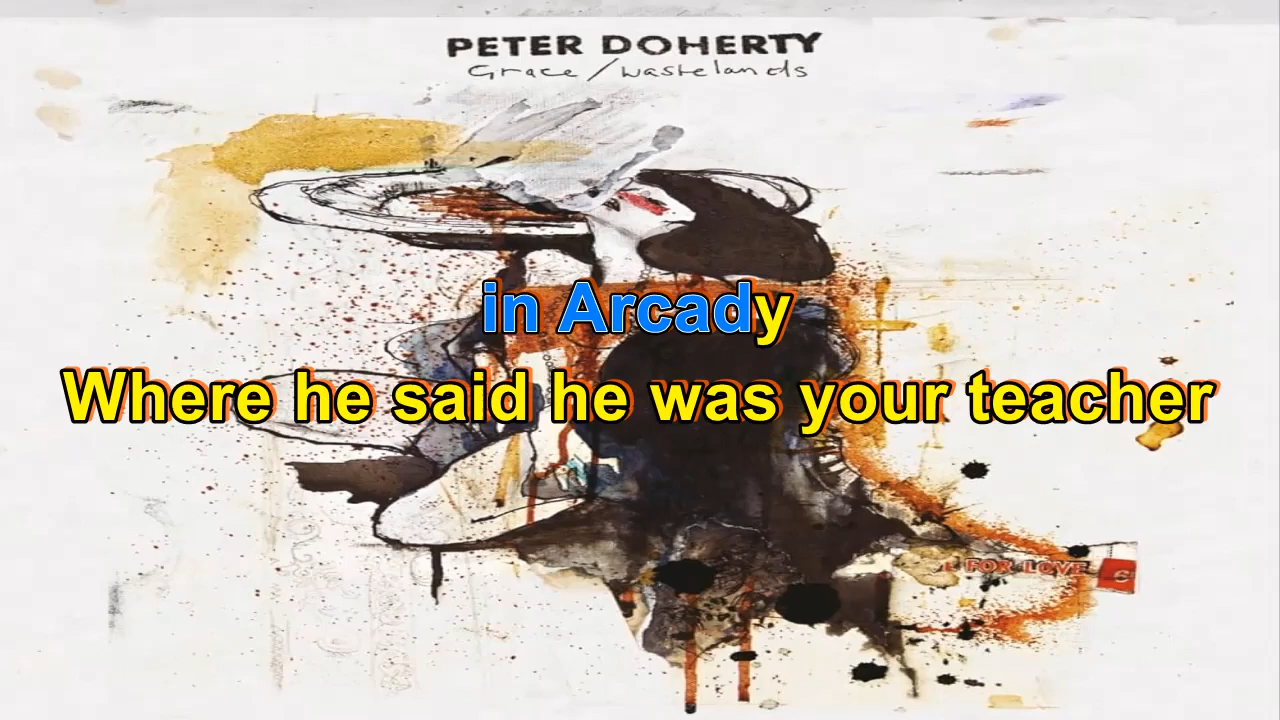 PETER DOHERTY
Grace/Wastelands
in Arcady
Where he said he was your teacher
E FOR LOVE